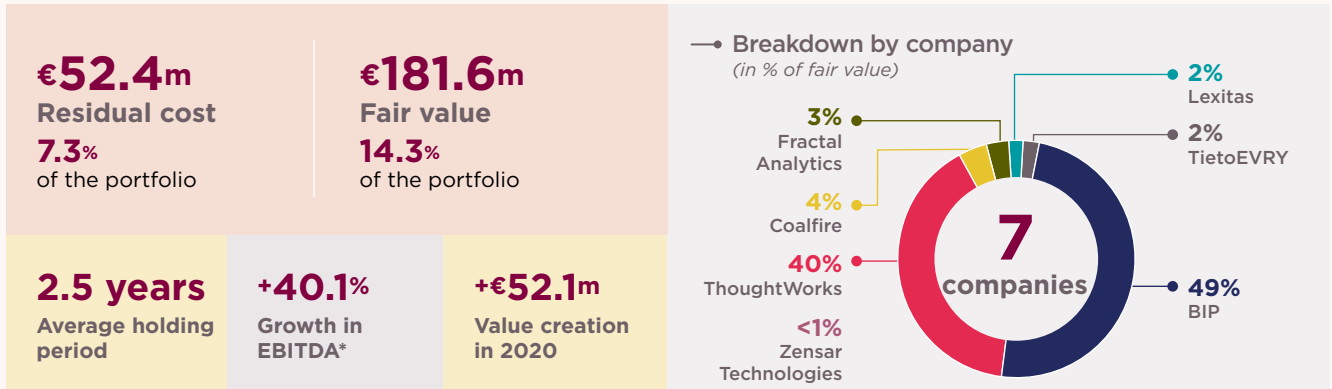 €52.4m
Residual cost
7.3%
of the portfolio
€181.6m
Fair value
14.3%
of the portfolio
2.5 years
Average holding
period
+40.1%
Growth in
EBITDA*
+€52.1m
Value creation
in 2020
Breakdown by company
(in % of fair value)
3%
Fractal
Analytics
4%
Coalfire
40%
ThoughtWorks
<1%
Zensar
Technologies
2%
Lexitas
2%
TietoEVRY
49%
BIP
7
companies